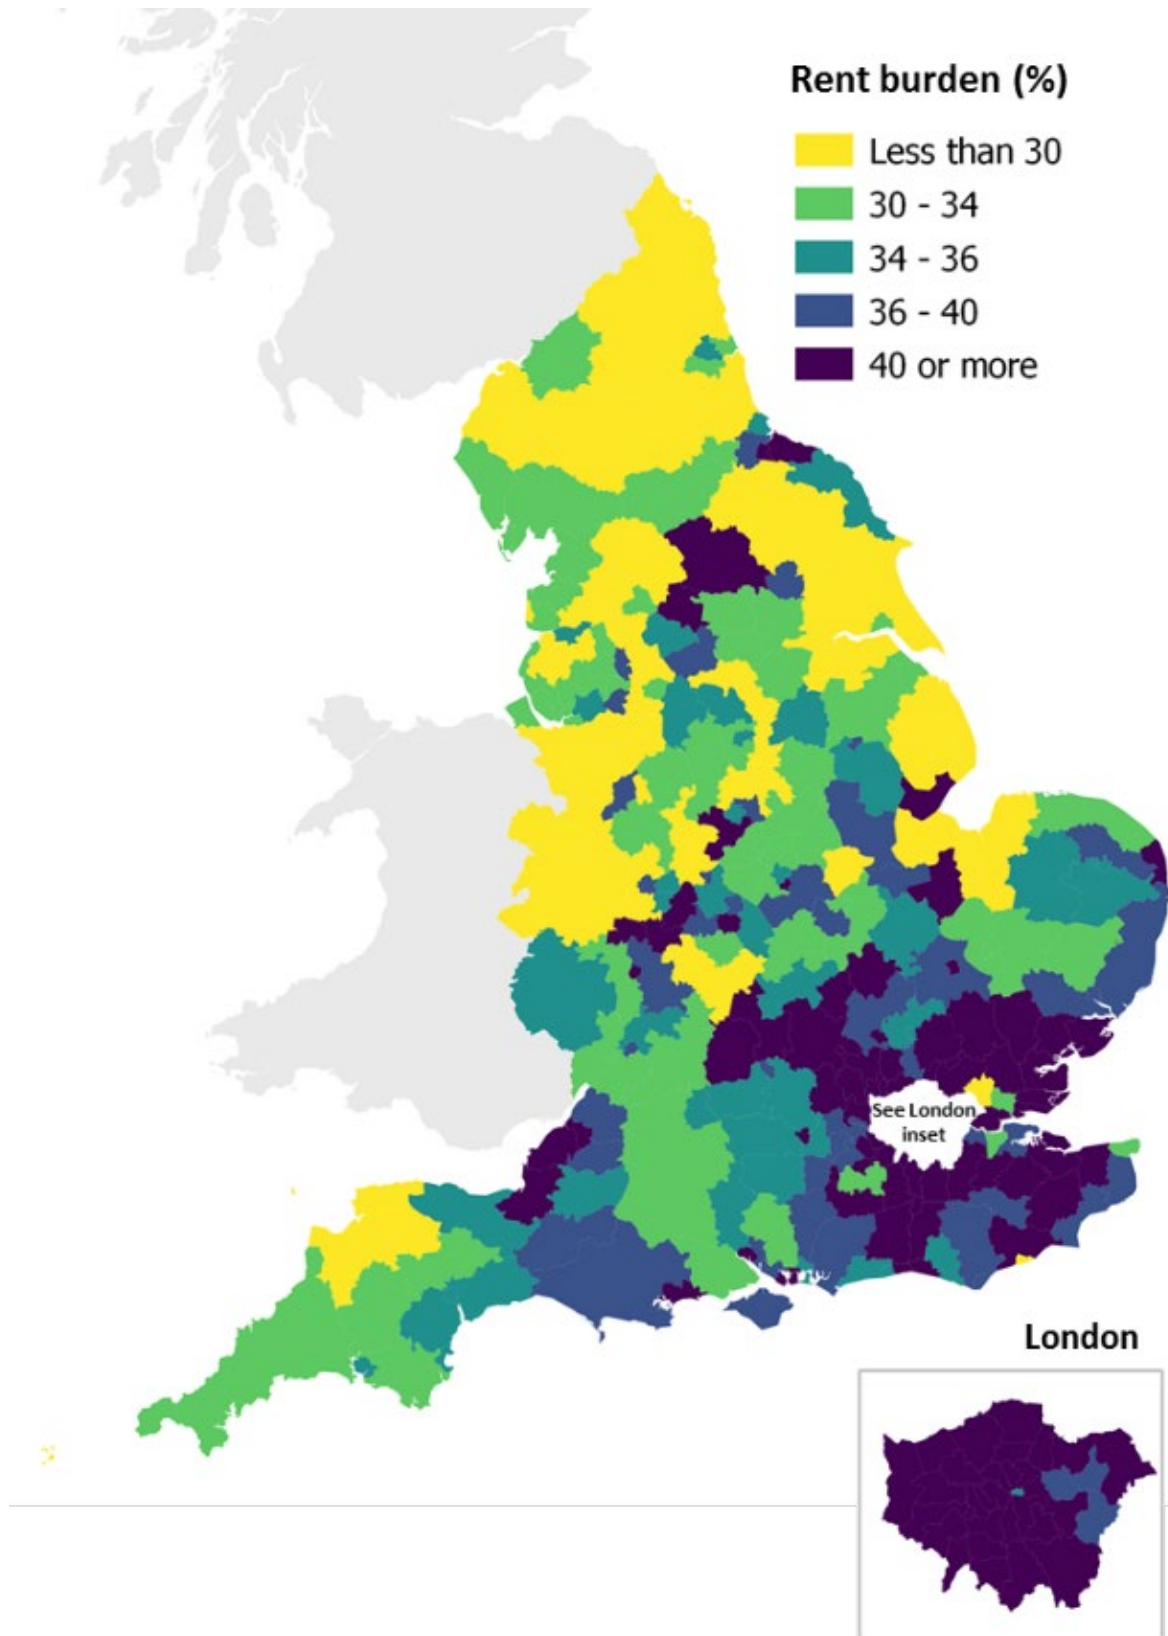 Rent burden (%)
Less than 30
30 - 34
34 - 36
36 - 40
40 or more
See London
inset
London